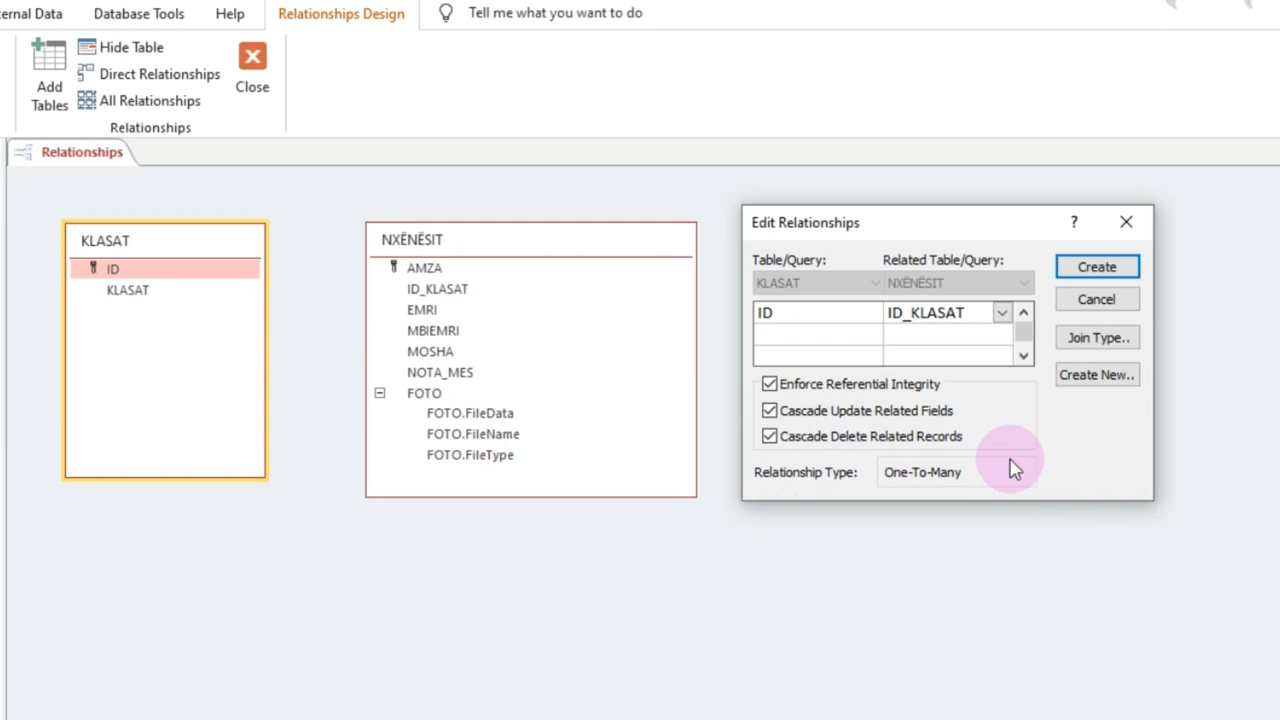 ernal Data Database Tools Help Relationships Design Tell me what you want to do
Add Tables
Hide Table
Direct Relationships
All Relationships
Close
Relationships
Relationships
KLASAT
ID
KLASAT
NXËNËSIT
AMZA
ID_KLASAT
EMRI
MBIEMRI
MOSHA
NOTA_MES
FOTO
FOTO.FileData
FOTO.FileName
FOTO.FileType
Edit Relationships ?
Table/Query: Related Table/Query:
KLASAT NXËNËSIT
ID ID_KLASAT
Enforce Referential Integrity
Cascade Update Related Fields
Cascade Delete Related Records
Relationship Type: One-To-Many
Create
Cancel
Join Type..
Create New..